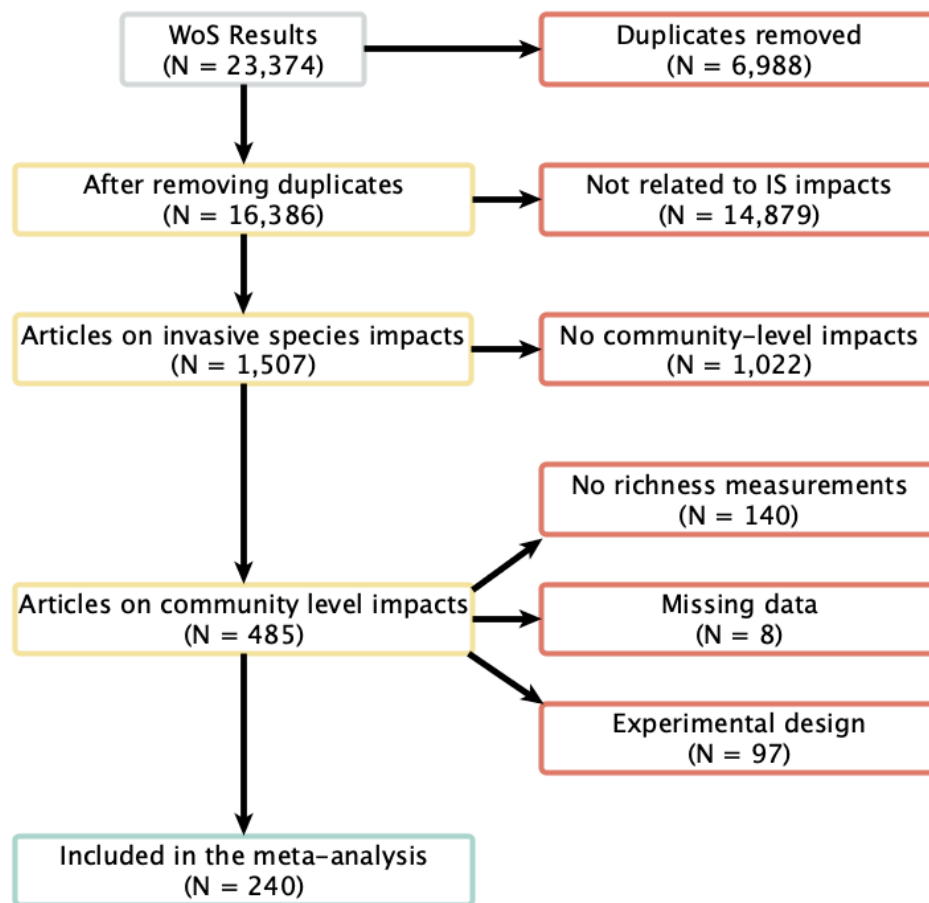 WoS Results
(N = 23,374)
Duplicates removed
(N = 6,988)
After removing duplicates
(N = 16,386)
Not related to IS impacts
(N = 14,879)
Articles on invasive species impacts
(N = 1,507)
No community-level impacts
(N = 1,022)
No richness measurements
(N = 140)
Articles on community level impacts
(N = 485)
Missing data
(N = 8)
Experimental design
(N = 97)
Included in the meta-analysis
(N = 240)